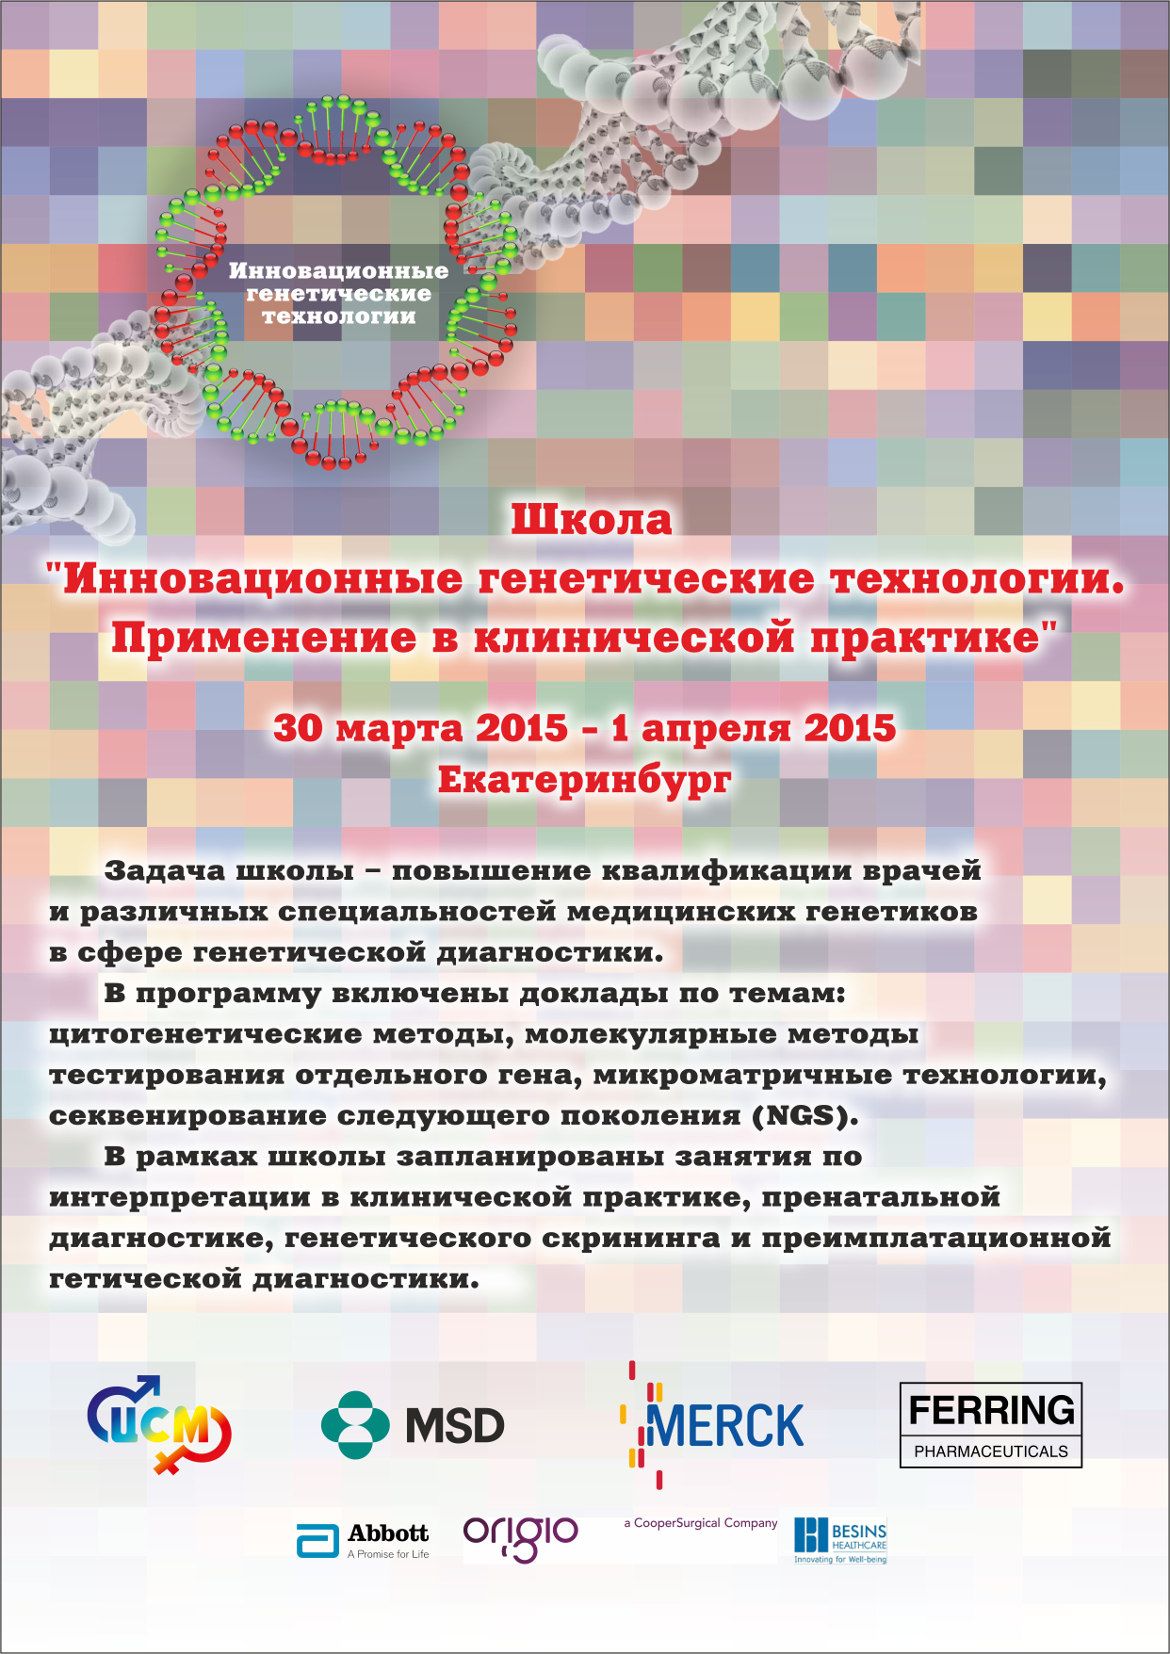 Инновационные
генетические
технологии
Школа
"Инновационные генетические технологии.
Применение в клинической практике"
30 марта 2015 – 1 апреля 2015
Екатеринбург
Задача школы – повышение квалификации врачей
и различных специальностей медицинских генетиков
в сфере генетической диагностики.
В программу включены доклады по темам:
цитогенетические методы, молекулярные методы
тестирования отдельного гена, микроматричные технологии,
секвенирование следующего поколения (NGS).
В рамках школы запланированы занятия по
интерпретации в клинической практике, пренатальной
диагностике, генетического скрининга и преимплатационной
гетической диагностики.
ЦСМ
MSD
MERCK
FERRING
PHARMACEUTICALS
Abbott
A Promise for Life
origio
a CooperSurgical Company
BESINS
HEALTHCARE
Innovating for Well-being